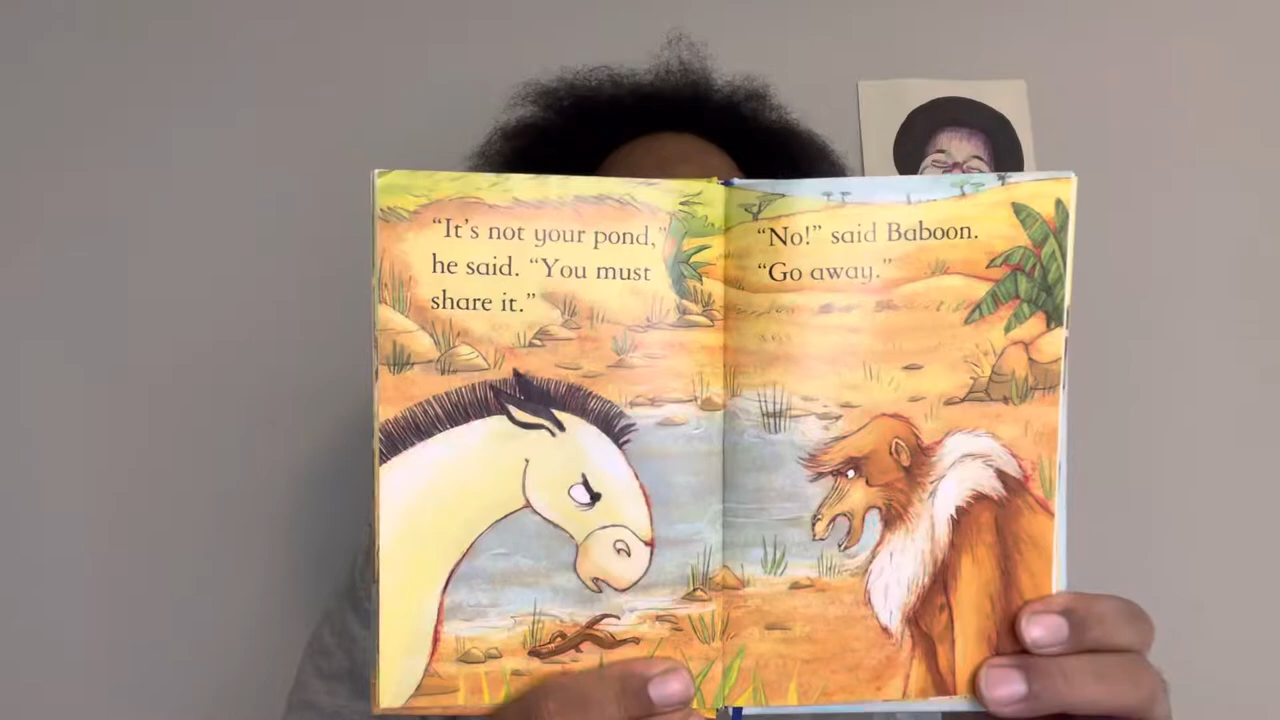 “It’s not your pond,”
he said. “You must
share it.”
“No!” said Baboon.
“Go away.”